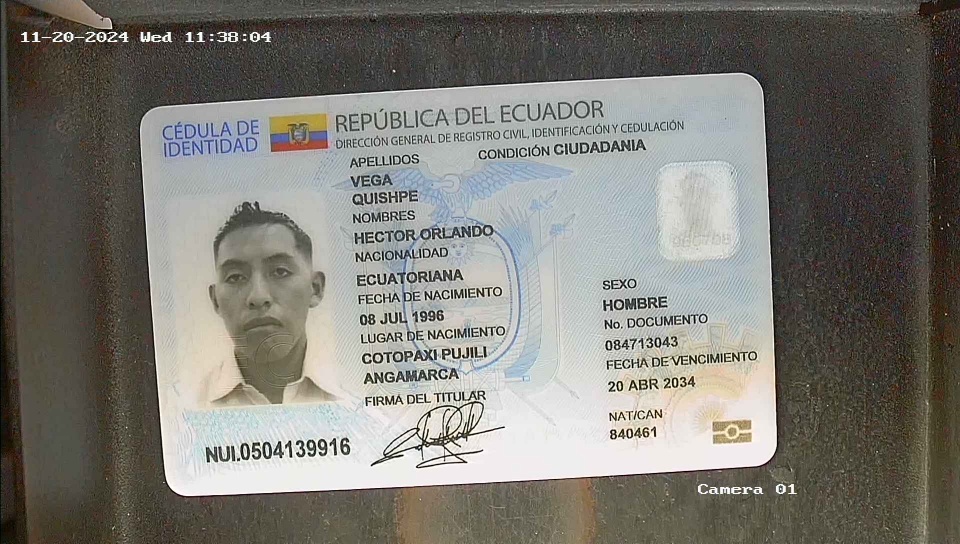 11-20-2024 Wed 11:38:04
CÉDULA DE
IDENTIDAD
REPÚBLICA DEL ECUADOR
DIRECCIÓN GENERAL DE REGISTRO CIVIL, IDENTIFICACIÓN Y CEDULACIÓN
APELLIDOS
CONDICIÓN CIUDADANIA
VEGA
QUISHPE
NOMBRES
HECTOR ORLANDO
NACIONALIDAD
ECUATORIANA
FECHA DE NACIMIENTO
08 JUL 1996
LUGAR DE NACIMIENTO
COTOPAXI PUJILI
ANGAMARCA
FIRMA DEL TITULAR
SEXO
HOMBRE
No. DOCUMENTO
084713043
FECHA DE VENCIMIENTO
20 ABR 2034
NAT/CAN
840461
NUI.0504139916
Camera 01